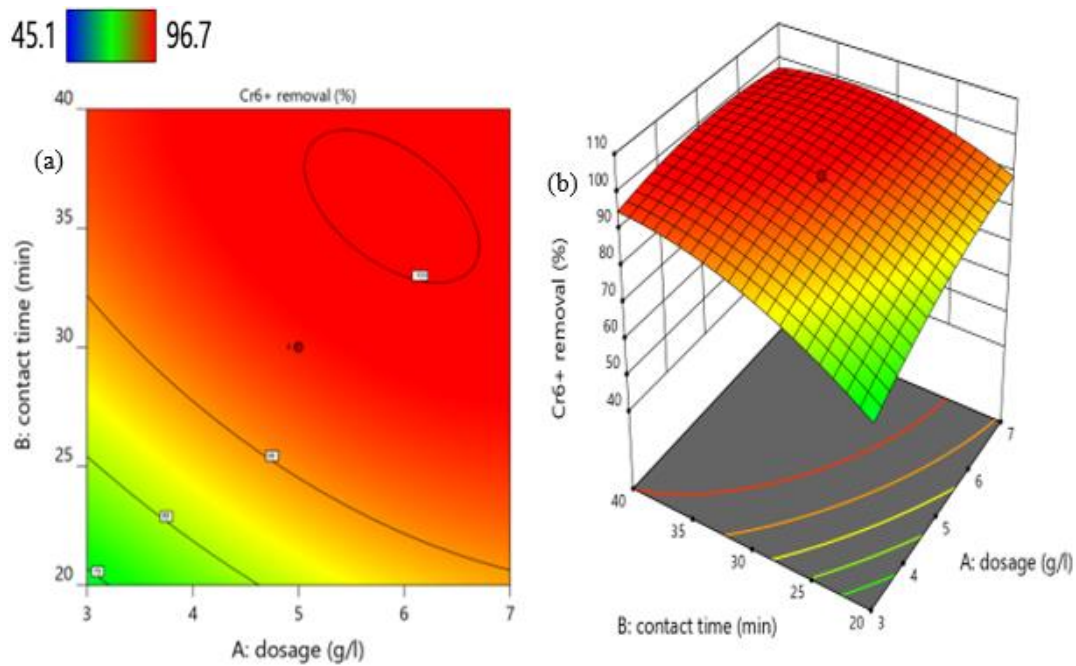 45.1 96.7
Cr6+ removal (%)
(a)
40
35
30
25
20
B: contact time (min)
100
3 4 5 6 7
A: dosage (g/l)
(b)
110
100
90
80
70
60
50
40
Cr6+ removal (%)
40 35 30 25 20
B: contact time (min)
3 4 5 6 7
A: dosage (g/l)